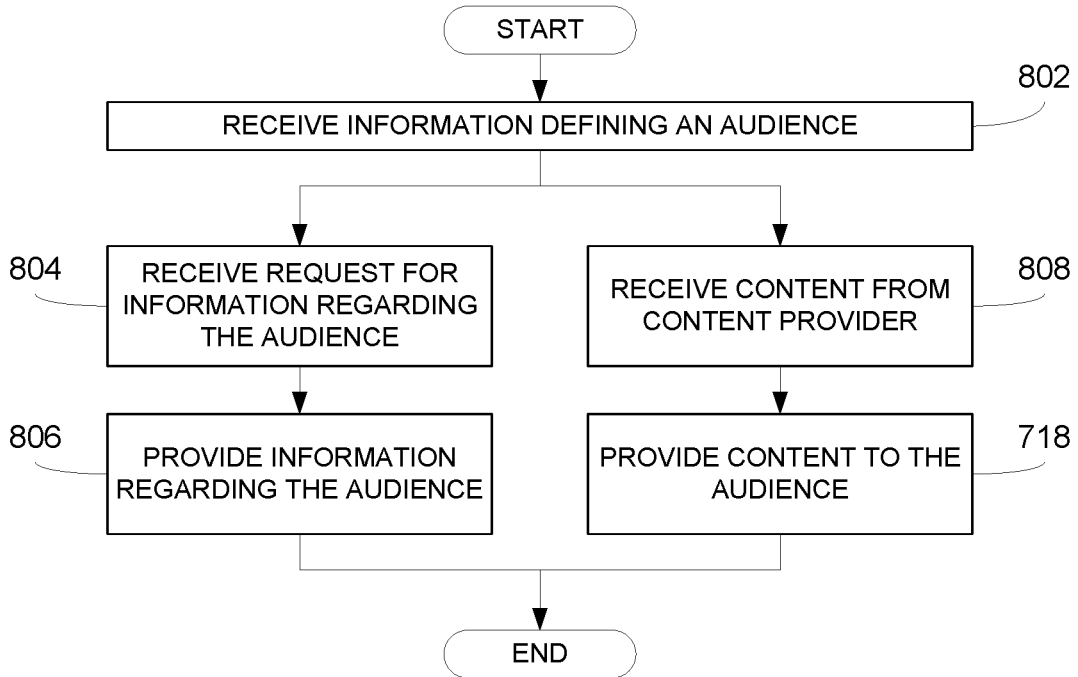 START
802
RECEIVE INFORMATION DEFINING AN AUDIENCE
804
RECEIVE REQUEST FOR
INFORMATION REGARDING
THE AUDIENCE
808
RECEIVE CONTENT FROM
CONTENT PROVIDER
806
PROVIDE INFORMATION
REGARDING THE AUDIENCE
718
PROVIDE CONTENT TO THE
AUDIENCE
END